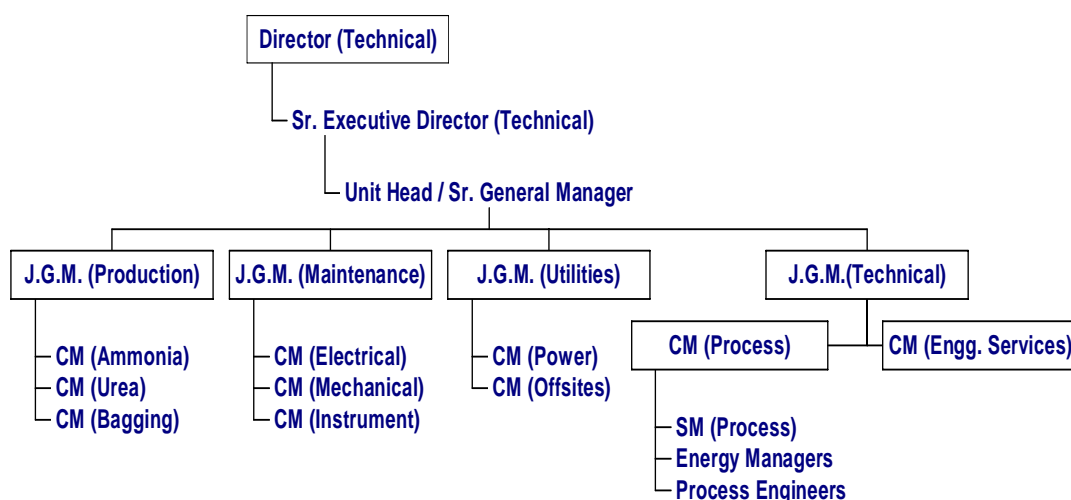 Director (Technical)
Sr. Executive Director (Technical)
Unit Head / Sr. General Manager
J.G.M. (Production)
J.G.M. (Maintenance)
J.G.M. (Utilities)
J.G.M.(Technical)
CM (Ammonia)
CM (Urea)
CM (Bagging)
CM (Electrical)
CM (Mechanical)
CM (Instrument)
CM (Power)
CM (Offsites)
CM (Process)
CM (Engg. Services)
SM (Process)
Energy Managers
Process Engineers